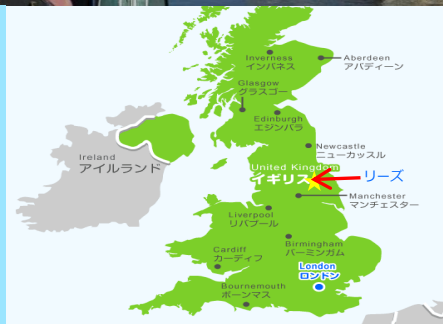 Inverness
インバネス
Aberdeen
アバディーン
Glasgow
グラスゴー
Edinburgh
エジンバラ
Newcastle
ニューカッスル
Ireland
アイルランド
United Kingdom
イギリス
リーズ
Manchester
マンチェスター
Liverpool
リバプール
Cardiff
カーディフ
Birmingham
バーミンガム
London
ロンドン
Bournemouth
ボーンマス